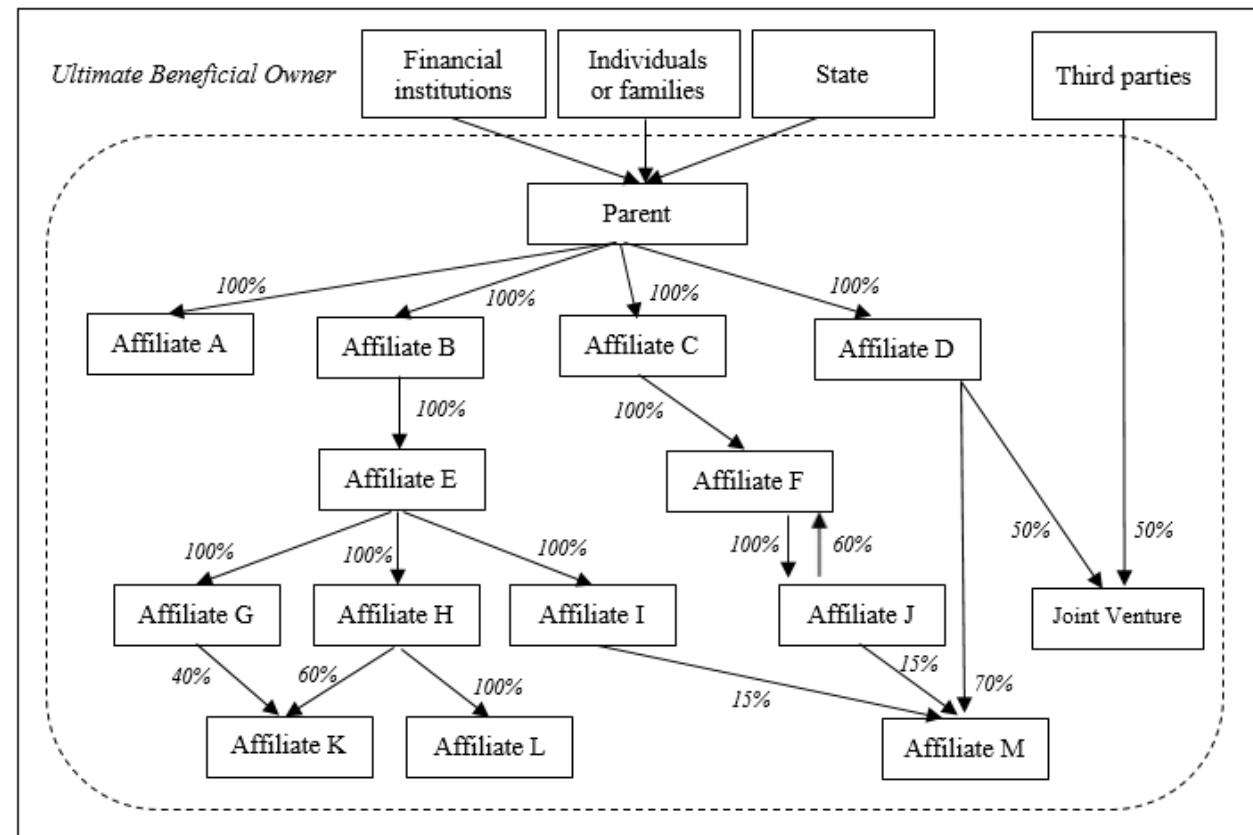 Ultimate Beneficial Owner
Financial
institutions
Individuals
or families
State
Third parties
Parent
100%
100%
100%
100%
Affiliate A
Affiliate B
Affiliate C
Affiliate D
100%
100%
Affiliate E
Affiliate F
100%
100%
100%
100%
60%
50%
50%
Affiliate G
Affiliate H
Affiliate I
Affiliate J
Joint Venture
40%
60%
100%
15%
15%
70%
Affiliate K
Affiliate L
Affiliate M